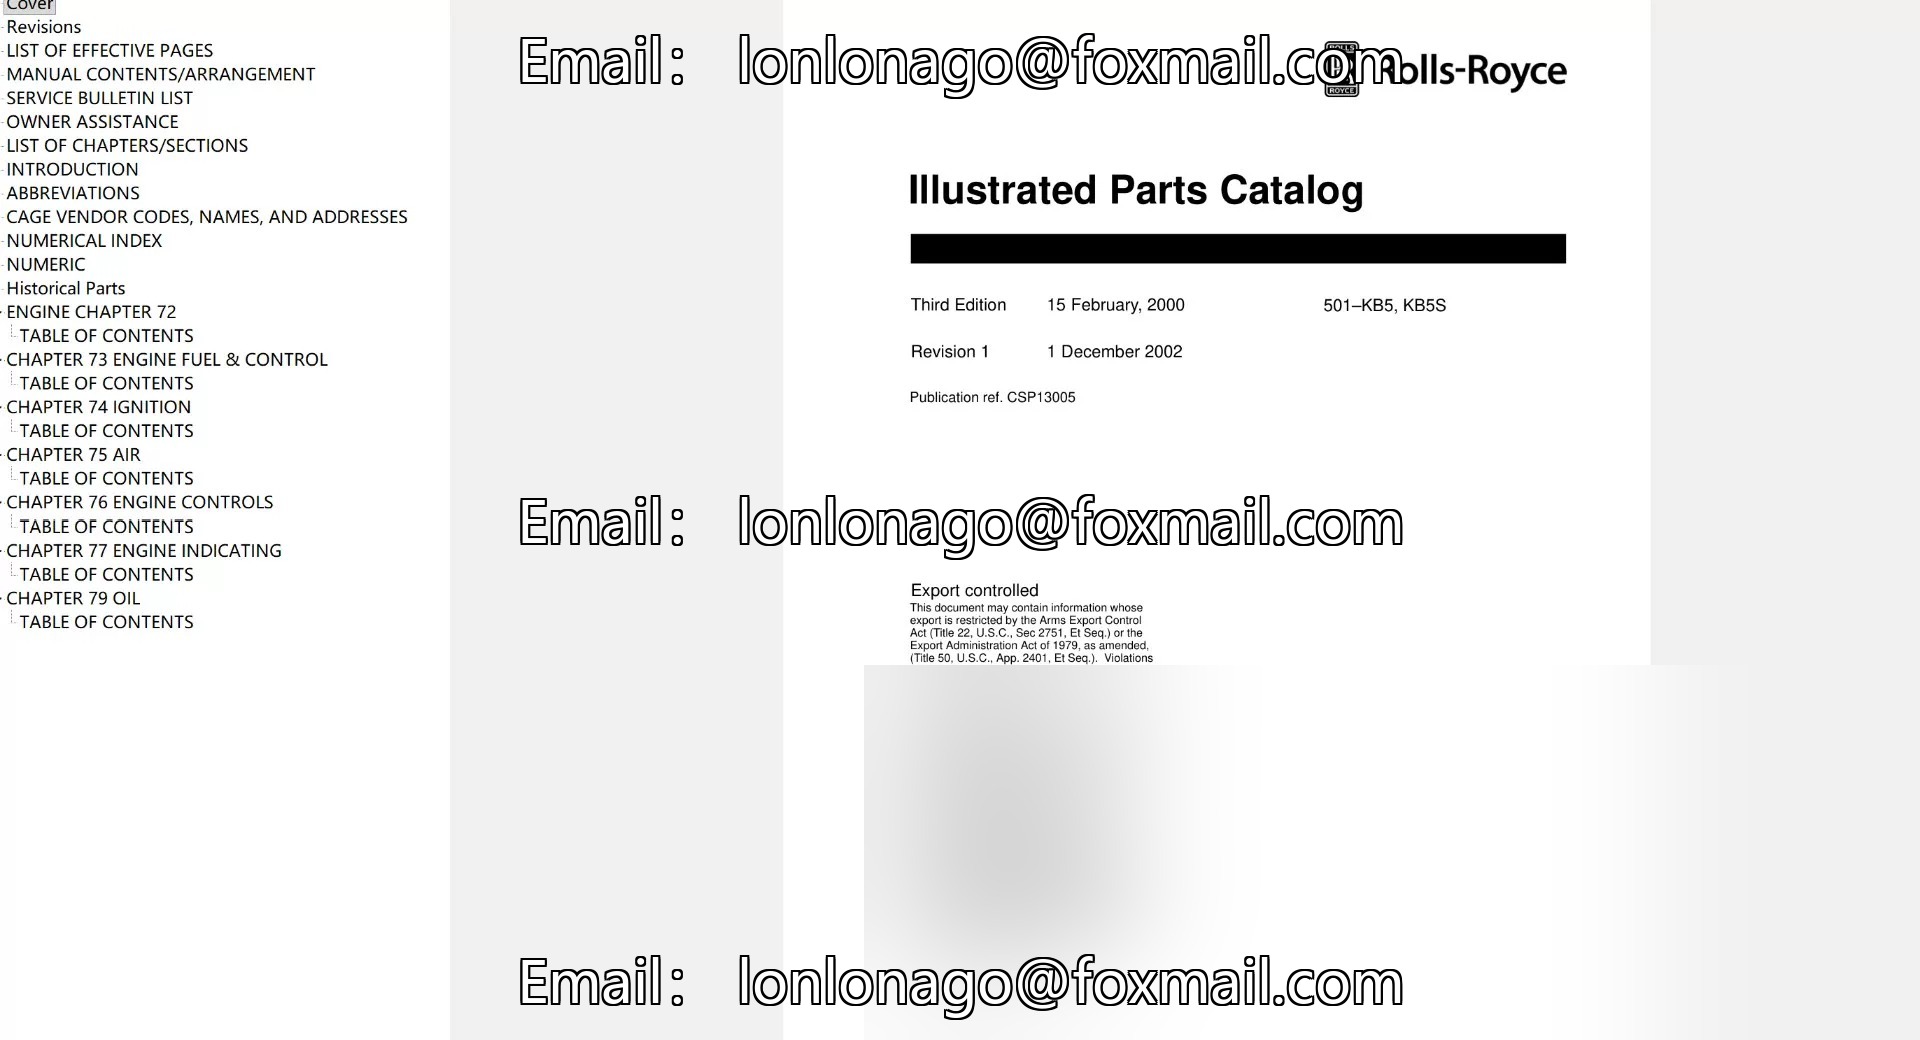 Cover
Revisions
LIST OF EFFECTIVE PAGES
MANUAL CONTENTS/ARRANGEMENT
SERVICE BULLETIN LIST
OWNER ASSISTANCE
LIST OF CHAPTERS/SECTIONS
INTRODUCTION
ABBREVIATIONS
CAGE VENDOR CODES, NAMES, AND ADDRESSES
NUMERICAL INDEX
NUMERIC
Historical Parts
ENGINE CHAPTER 72
TABLE OF CONTENTS
CHAPTER 73 ENGINE FUEL & CONTROL
TABLE OF CONTENTS
CHAPTER 74 IGNITION
TABLE OF CONTENTS
CHAPTER 75 AIR
TABLE OF CONTENTS
CHAPTER 76 ENGINE CONTROLS
TABLE OF CONTENTS
CHAPTER 77 ENGINE INDICATING
TABLE OF CONTENTS
CHAPTER 79 OIL
TABLE OF CONTENTS
Email: lonlonago@foxmail.com
ROLLS
ROYCE
Rolls-Royce
Illustrated Parts Catalog
Third Edition 15 February, 2000 501–KB5, KB5S
Revision 1 1 December 2002
Publication ref. CSP13005
Email: lonlonago@foxmail.com
Export controlled
This document may contain information whose
export is restricted by the Arms Export Control
Act (Title 22, U.S.C., Sec 2751, Et Seq.) or the
Export Administration Act of 1979, as amended,
(Title 50, U.S.C., App. 2401, Et Seq.). Violations
Email: lonlonago@foxmail.com